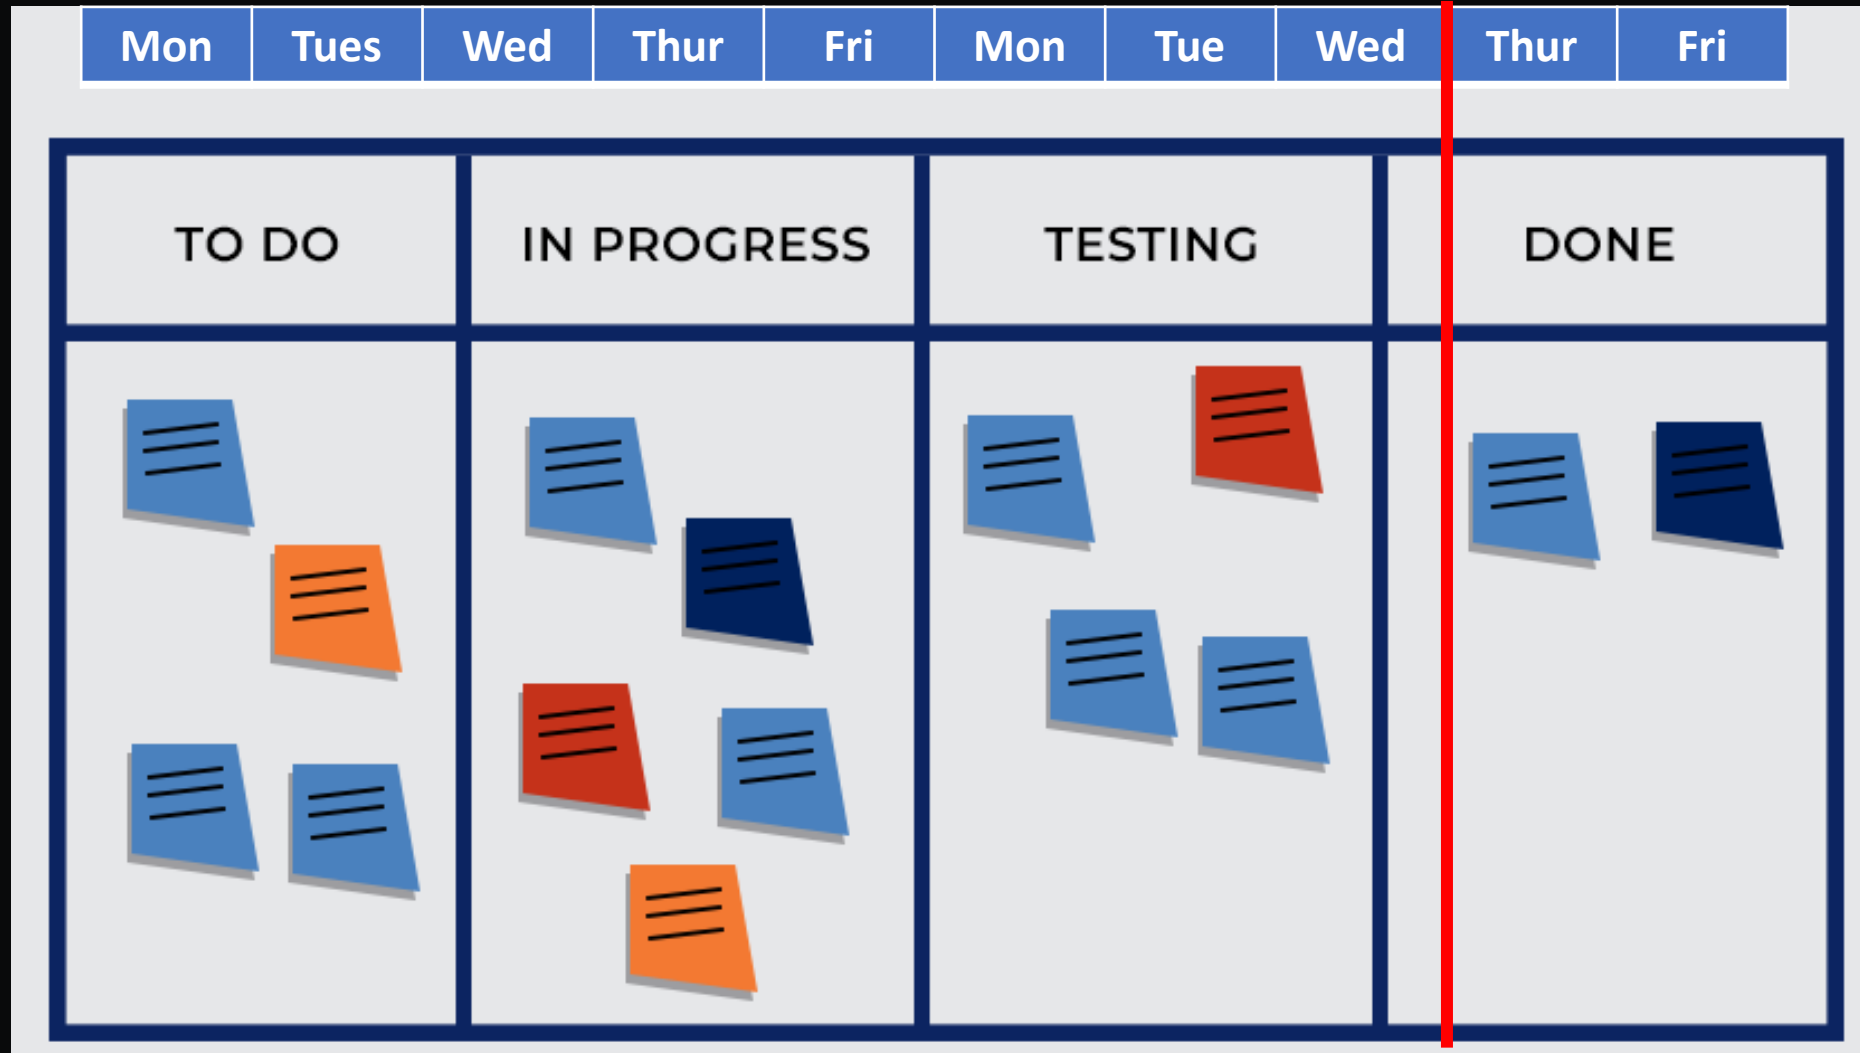 Mon Tues Wed Thur Fri Mon Tue Wed Thur Fri
TO DO IN PROGRESS TESTING DONE